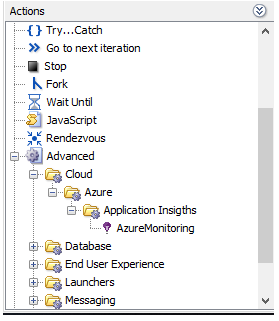 Actions
Try...Catch
Go to next iteration
Stop
Fork
Wait Until
JavaScript
Rendezvous
Advanced
Cloud
Azure
Application Insigths
AzureMonitoring
Database
End User Experience
Launchers
Messaging